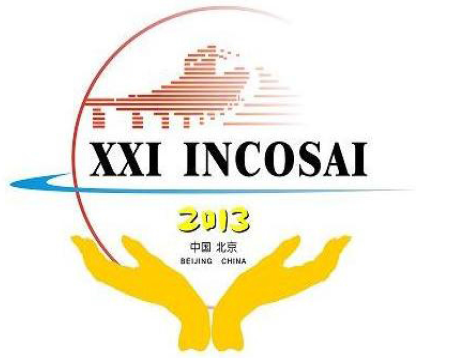 XXI INCOSAI
2013
中国 北京
BEIJING CHINA